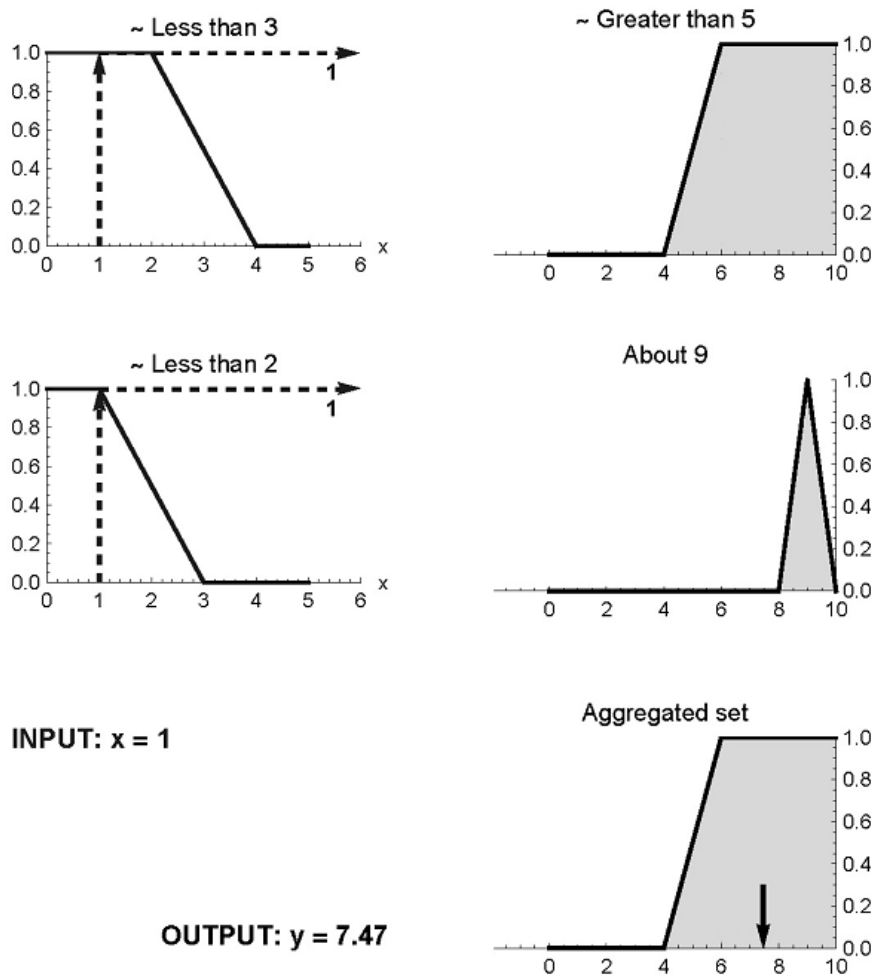 ~ Less than 3
1.0
0.8
0.6
0.4
0.2
0.0
1
0 1 2 3 4 5 6 x
~ Greater than 5
1.0
0.8
0.6
0.4
0.2
0.0
0 2 4 6 8 10
~ Less than 2
1.0
0.8
0.6
0.4
0.2
0.0
1
0 1 2 3 4 5 6 x
About 9
1.0
0.8
0.6
0.4
0.2
0.0
0 2 4 6 8 10
INPUT: x = 1
Aggregated set
1.0
0.8
0.6
0.4
0.2
0.0
0 2 4 6 8 10
OUTPUT: y = 7.47